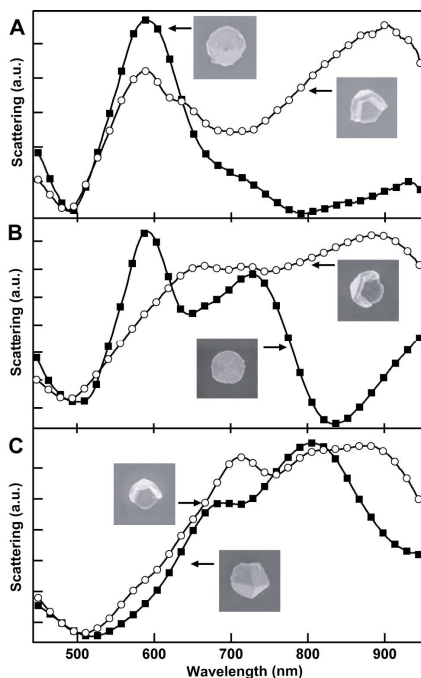 A
Scattering (a.u.)
B
Scattering (a.u.)
C
Scattering (a.u.)
500 600 700 800 900
Wavelength (nm)